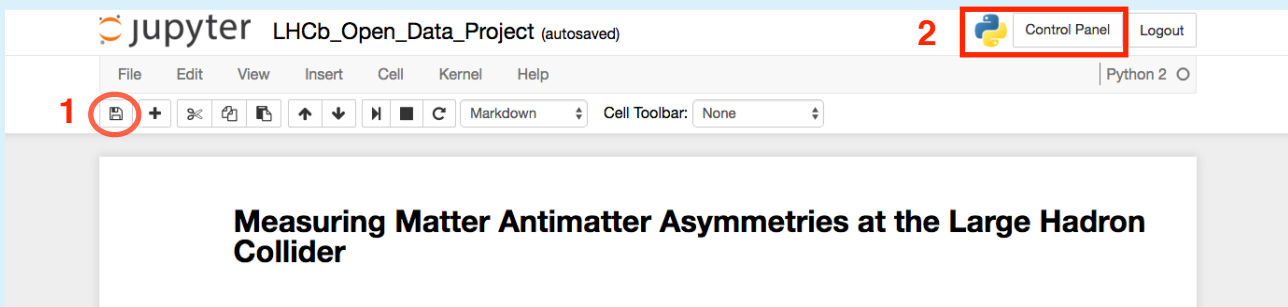 jupyter LHCb_Open_Data_Project (autosaved) 2 Control Panel Logout
File Edit View Insert Cell Kernel Help Python 2
1 Markdown Cell Toolbar: None
Measuring Matter Antimatter Asymmetries at the Large Hadron
Collider